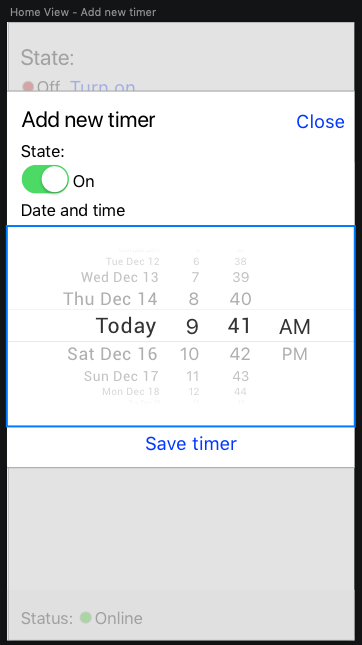 Home View - Add new timer
State:
Off Turn on
Add new timer
Close
State:
On
Date and time
Tue Dec 12 6 38
Wed Dec 13 7 39
Thu Dec 14 8 40
Today 9 41 AM
Sat Dec 16 10 42 PM
Sun Dec 17 11 43
Mon Dec 18 12 44
Save timer
Status: Online